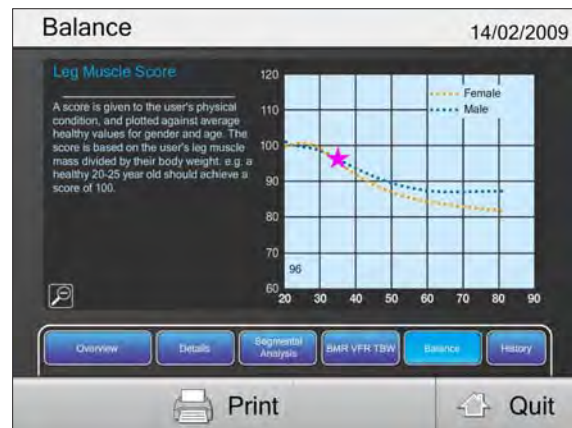 Balance
14/02/2009
Leg Muscle Score
A score is given to the user's physical
condition, and plotted against average
healthy values for gender and age. The
score is based on the user's leg muscle
mass divided by their body weight. e.g. a
healthy 20-25 year old should achieve a
score of 100.
120
110
100
90
80
70
60
Female
Male
96
20 30 40 50 60 70 80 90
Overview
Details
Segmental
Analysis
BMR VFR TBW
Balance
History
Print
Quit